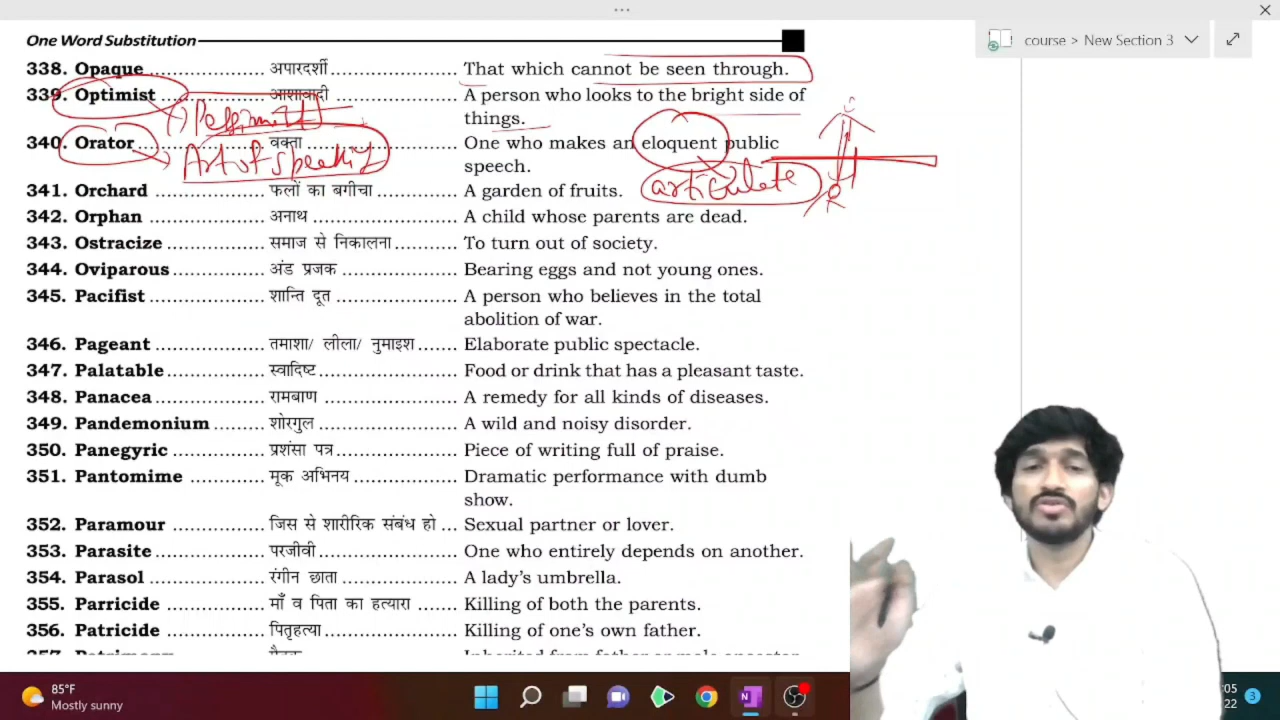 One Word Substitution
course > New Section 3
338. Opaque .................. अपारदर्शी ..................... That which cannot be seen through.
339. Optimist ................ आशावादी .................... A person who looks to the bright side of
things.
Pessimist
340. Orator .................. वक्ता ......................... One who makes an eloquent public
speech.
Art of speaking
articulate
341. Orchard ................ फलों का बगीचा ............. A garden of fruits.
342. Orphan ................. अनाथ ....................... A child whose parents are dead.
343. Ostracize ............... समाज से निकालना .......... To turn out of society.
344. Oviparous .............. अंड प्रजक ................... Bearing eggs and not young ones.
345. Pacifist .................. शान्ति दूत .................... A person who believes in the total
abolition of war.
346. Pageant ................. तमाशा/ लीला/ नुमाइश ....... Elaborate public spectacle.
347. Palatable ............... स्वादिष्ट ...................... Food or drink that has a pleasant taste.
348. Panacea ................. रामबाण ..................... A remedy for all kinds of diseases.
349. Pandemonium ........ शोरगुल ...................... A wild and noisy disorder.
350. Panegyric .............. प्रशंसा पत्र ................... Piece of writing full of praise.
351. Pantomime ............ मूक अभिनय ................. Dramatic performance with dumb
show.
352. Paramour .............. जिस से शारीरिक संबंध हो ... Sexual partner or lover.
353. Parasite ................. परजीवी ...................... One who entirely depends on another.
354. Parasol .................. रंगीन छाता .................. A lady's umbrella.
355. Parricide ............... माँ व पिता का हत्यारा ....... Killing of both the parents.
356. Patricide ............... पितृहत्या ..................... Killing of one's own father.
85°F
Mostly sunny
:05
22
3